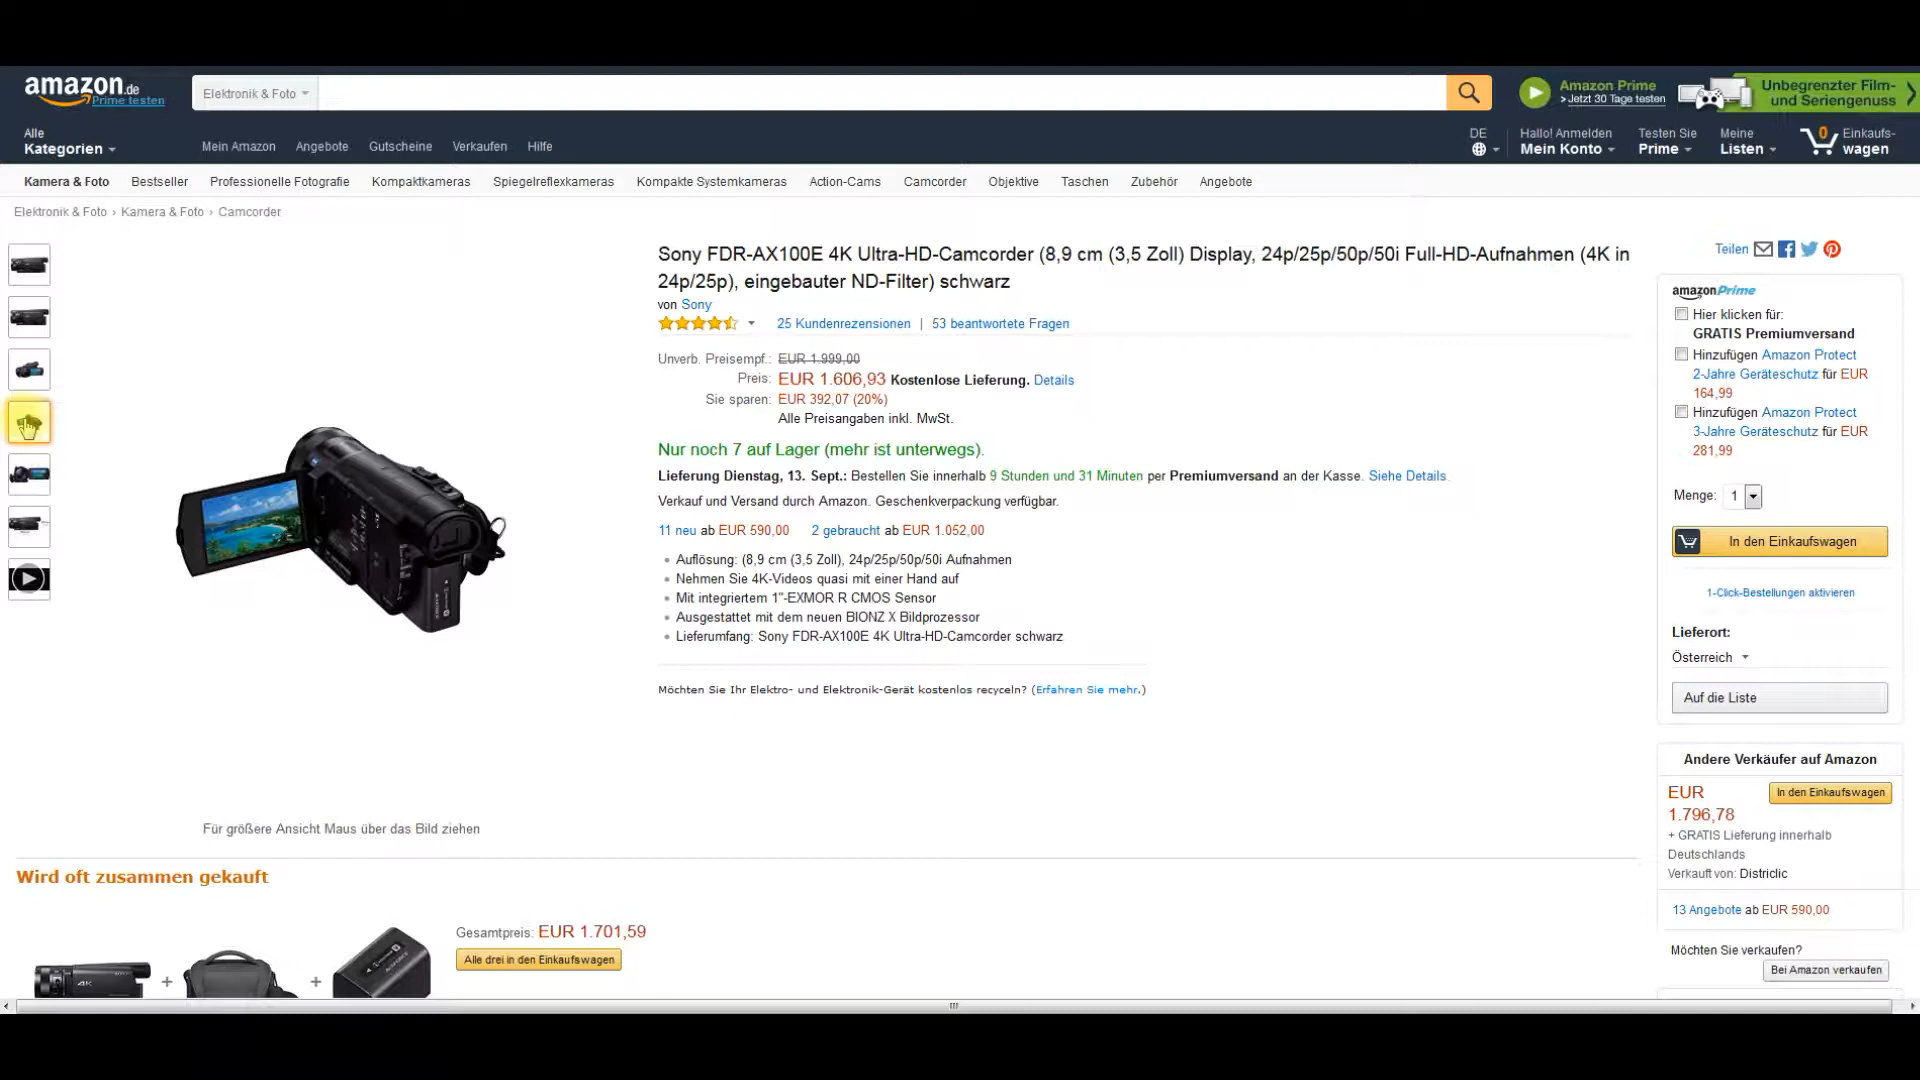 amazon.de
Prime testen
Elektronik & Foto
Amazon Prime
> Jetzt 30 Tage testen
Unbegrenzter Film-
und Seriengenuss
Alle
Kategorien
Mein Amazon
Angebote
Gutscheine
Verkaufen
Hilfe
DE
Hallo! Anmelden
Mein Konto
Testen Sie
Prime
Meine
Listen
0
Einkaufs-
wagen
Kamera & Foto
Bestseller
Professionelle Fotografie
Kompaktkameras
Spiegelreflexkameras
Kompakte Systemkameras
Action-Cams
Camcorder
Objektive
Taschen
Zubehör
Angebote
Elektronik & Foto › Kamera & Foto › Camcorder
Sony FDR-AX100E 4K Ultra-HD-Camcorder (8,9 cm (3,5 Zoll) Display, 24p/25p/50p/50i Full-HD-Aufnahmen (4K in
24p/25p), eingebauter ND-Filter) schwarz
von Sony
25 Kundenrezensionen | 53 beantwortete Fragen
Unverb. Preisempf.: EUR 1.999,00
Preis: EUR 1.606,93 Kostenlose Lieferung. Details
Sie sparen: EUR 392,07 (20%)
Alle Preisangaben inkl. MwSt.
Nur noch 7 auf Lager (mehr ist unterwegs).
Lieferung Dienstag, 13. Sept.: Bestellen Sie innerhalb 9 Stunden und 31 Minuten per Premiumversand an der Kasse. Siehe Details.
Verkauf und Versand durch Amazon. Geschenkverpackung verfügbar.
11 neu ab EUR 590,00 2 gebraucht ab EUR 1.052,00
Auflösung: (8,9 cm (3,5 Zoll), 24p/25p/50p/50i Aufnahmen
Nehmen Sie 4K-Videos quasi mit einer Hand auf
Mit integriertem 1"-EXMOR R CMOS Sensor
Ausgestattet mit dem neuen BIONZ X Bildprozessor
Lieferumfang: Sony FDR-AX100E 4K Ultra-HD-Camcorder schwarz
Möchten Sie Ihr Elektro- und Elektronik-Gerät kostenlos recyceln? (Erfahren Sie mehr.)
Für größere Ansicht Maus über das Bild ziehen
Teilen
amazonPrime
Hier klicken für:
GRATIS Premiumversand
Hinzufügen Amazon Protect
2-Jahre Geräteschutz für EUR
164,99
Hinzufügen Amazon Protect
3-Jahre Geräteschutz für EUR
281,99
Menge: 1
In den Einkaufswagen
1-Click-Bestellungen aktivieren
Lieferort:
Österreich
Auf die Liste
Andere Verkäufer auf Amazon
EUR
1.796,78
In den Einkaufswagen
+ GRATIS Lieferung innerhalb
Deutschlands
Verkauft von: Districlic
13 Angebote ab EUR 590,00
Möchten Sie verkaufen?
Bei Amazon verkaufen
Wird oft zusammen gekauft
4K
+
+
Gesamtpreis: EUR 1.701,59
Alle drei in den Einkaufswagen